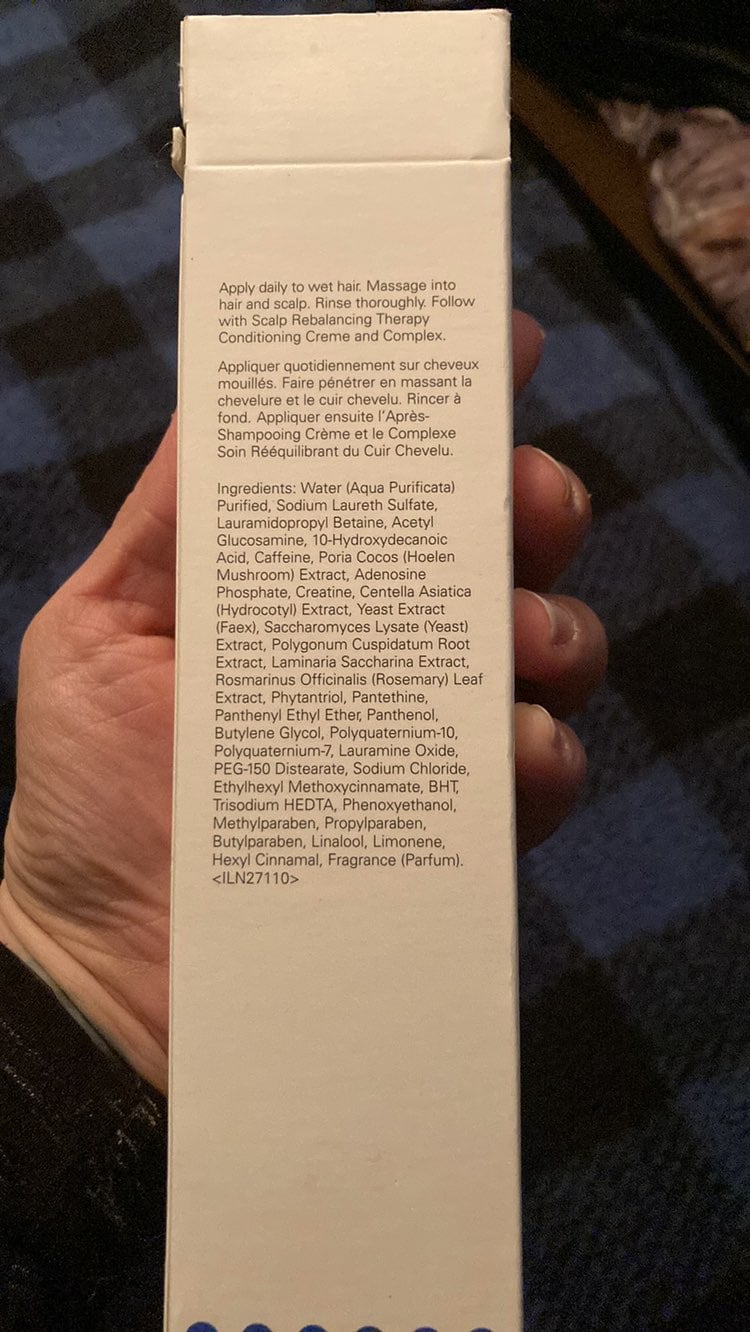 Apply daily to wet hair. Massage into
hair and scalp. Rinse thoroughly. Follow
with Scalp Rebalancing Therapy
Conditioning Creme and Complex.
Appliquer quotidiennement sur cheveux
mouillés. Faire pénétrer en massant la
chevelure et le cuir chevelu. Rincer à
fond. Appliquer ensuite l'Après-
Shampooing Crème et le Complexe
Soin Rééquilibrant du Cuir Chevelu.
Ingredients: Water (Aqua Purificata)
Purified, Sodium Laureth Sulfate,
Lauramidopropyl Betaine, Acetyl
Glucosamine, 10-Hydroxydecanoic
Acid, Caffeine, Poria Cocos (Hoelen
Mushroom) Extract, Adenosine
Phosphate, Creatine, Centella Asiatica
(Hydrocotyl) Extract, Yeast Extract
(Faex), Saccharomyces Lysate (Yeast)
Extract, Polygonum Cuspidatum Root
Extract, Laminaria Saccharina Extract,
Rosmarinus Officinalis (Rosemary) Leaf
Extract, Phytantriol, Pantethine,
Panthenyl Ethyl Ether, Panthenol,
Butylene Glycol, Polyquaternium-10,
Polyquaternium-7, Lauramine Oxide,
PEG-150 Distearate, Sodium Chloride,
Ethylhexyl Methoxycinnamate, BHT,
Trisodium HEDTA, Phenoxyethanol,
Methylparaben, Propylparaben,
Butylparaben, Linalool, Limonene,
Hexyl Cinnamal, Fragrance (Parfum).
<ILN27110>